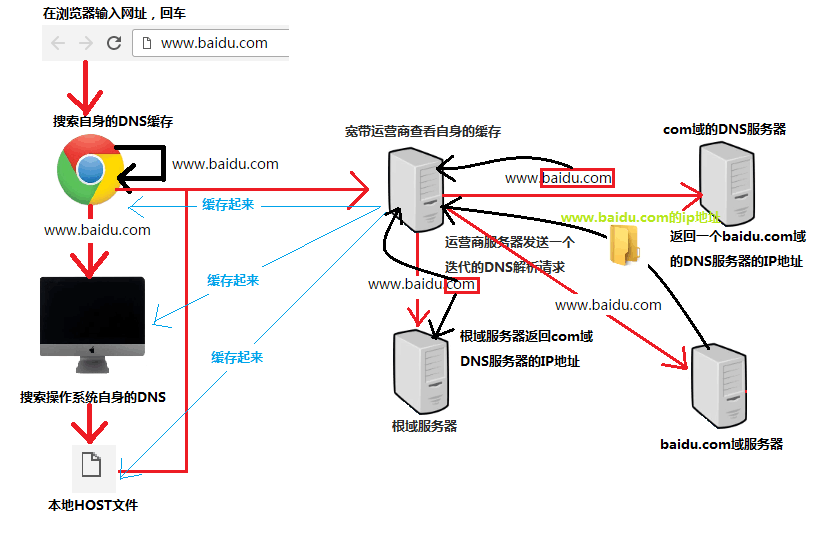 在浏览器输入网址，回车
www.baidu.com
搜索自身的DNS缓存
www.baidu.com
www.baidu.com
搜索操作系统自身的DNS
本地HOST文件
缓存起来
缓存起来
缓存起来
宽带运营商查看自身的缓存
www.baidu.com
com域的DNS服务器
www.baidu.com的ip地址
返回一个baidu.com域
的DNS服务器的IP地址
运营商服务器发送一个
迭代的DNS解析请求
www.baidu.com
www.baidu.com
根域服务器返回com域
DNS服务器的IP地址
根域服务器
baidu.com域服务器